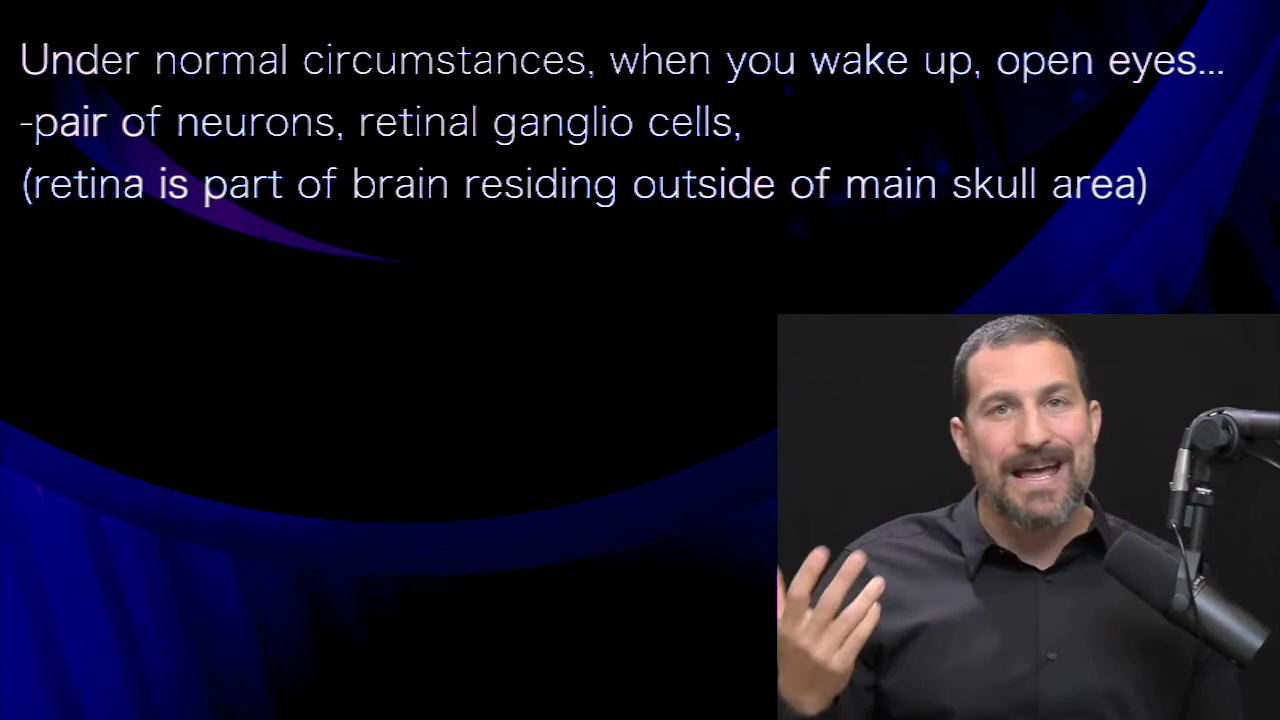 Under normal circumstances, when you wake up, open eyes...
-pair of neurons, retinal ganglio cells,
(retina is part of brain residing outside of main skull area)